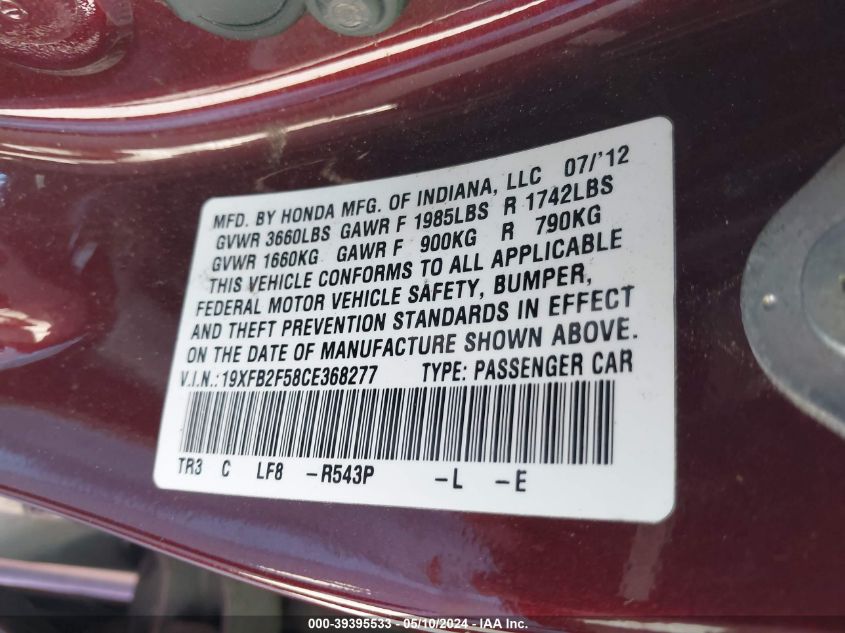 MFD. BY HONDA MFG. OF INDIANA, LLC 07/'12
GVWR 3660LBS GAWR F 1985LBS R 1742LBS
GVWR 1660KG GAWR F 900KG R 790KG
THIS VEHICLE CONFORMS TO ALL APPLICABLE
FEDERAL MOTOR VEHICLE SAFETY, BUMPER,
AND THEFT PREVENTION STANDARDS IN EFFECT
ON THE DATE OF MANUFACTURE SHOWN ABOVE.
V.I.N.: 19XFB2F58CE368277 TYPE: PASSENGER CAR
TR3 C LF8 -R543P -L -E
000-39395533 - 05/10/2024 - IAA Inc.